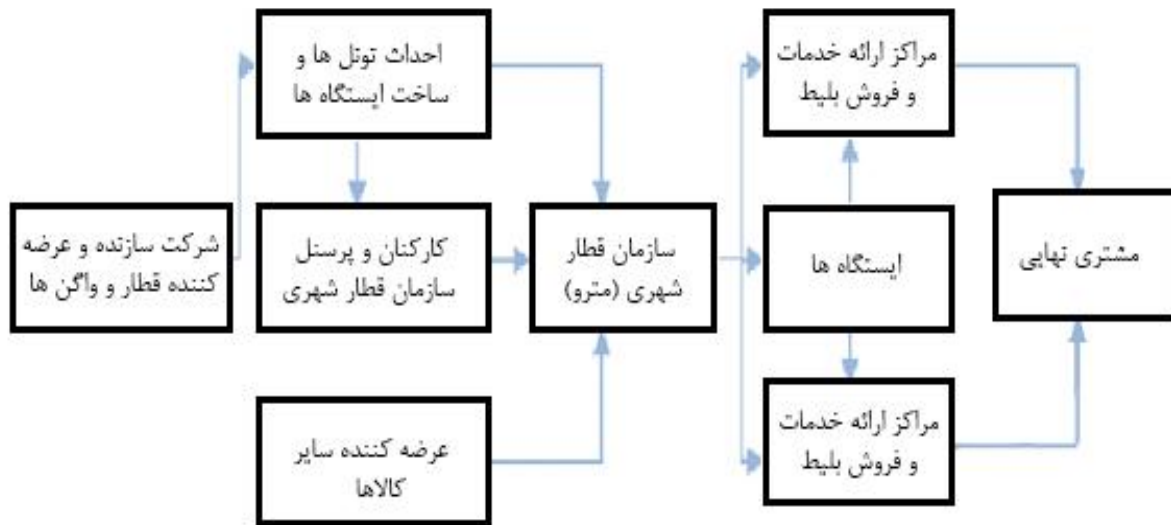 احداث تونل ها و
ساخت ایستگاه ها
مراکز ارائه خدمات
و فروش بلیط
شرکت سازنده و عرضه
کننده قطار و واگن ها
کارکنان و پرسنل
سازمان قطار شهری
سازمان قطار
شهری (مترو)
ایستگاه ها
مشتری نهایی
عرضه کننده سایر
کالاها
مراکز ارائه خدمات
و فروش بلیط